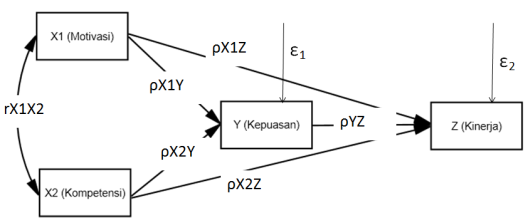 X1 (Motivasi)
ρX1Z
ε1
ε2
ρX1Y
rX1X2
Y (Kepuasan)
ρYZ
Z (Kinerja)
ρX2Y
X2 (Kompetensi)
ρX2Z